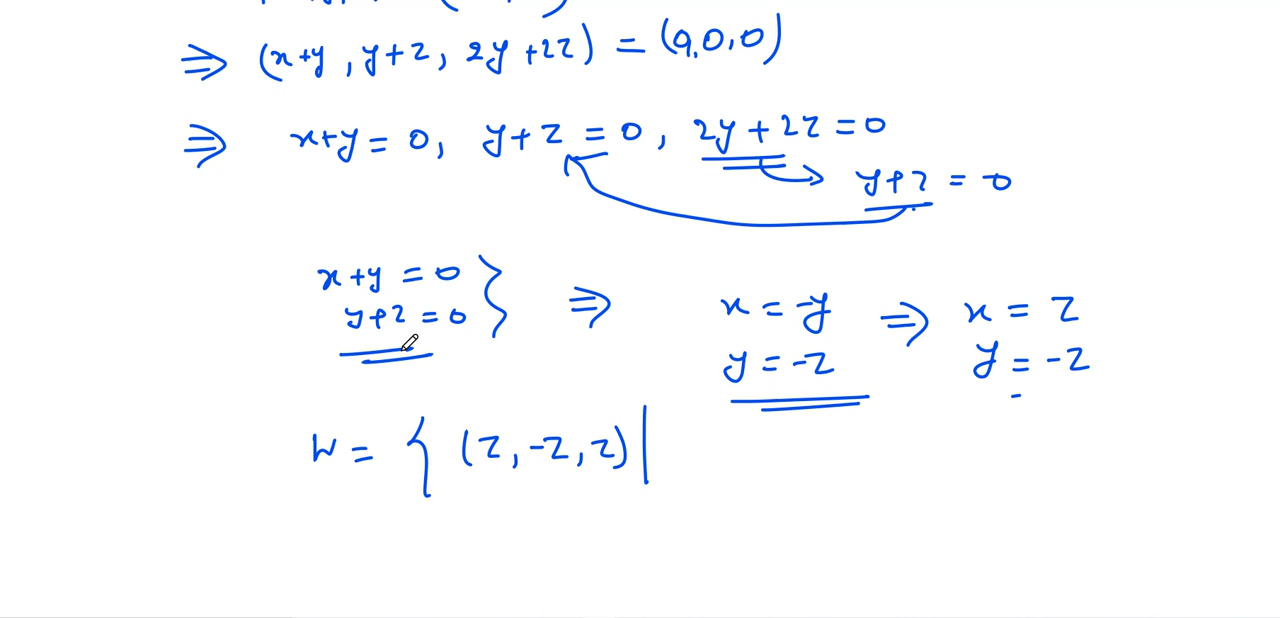 ⇒ (x+y, y+z, 2y+2z) = (0,0,0)
⇒ x+y = 0, y+z = 0, 2y+2z = 0
y+z = 0
x+y = 0 } ⇒ x = -y ⇒ x = z
y+z = 0 y = -z y = -z
W = { (z, -z, z) |